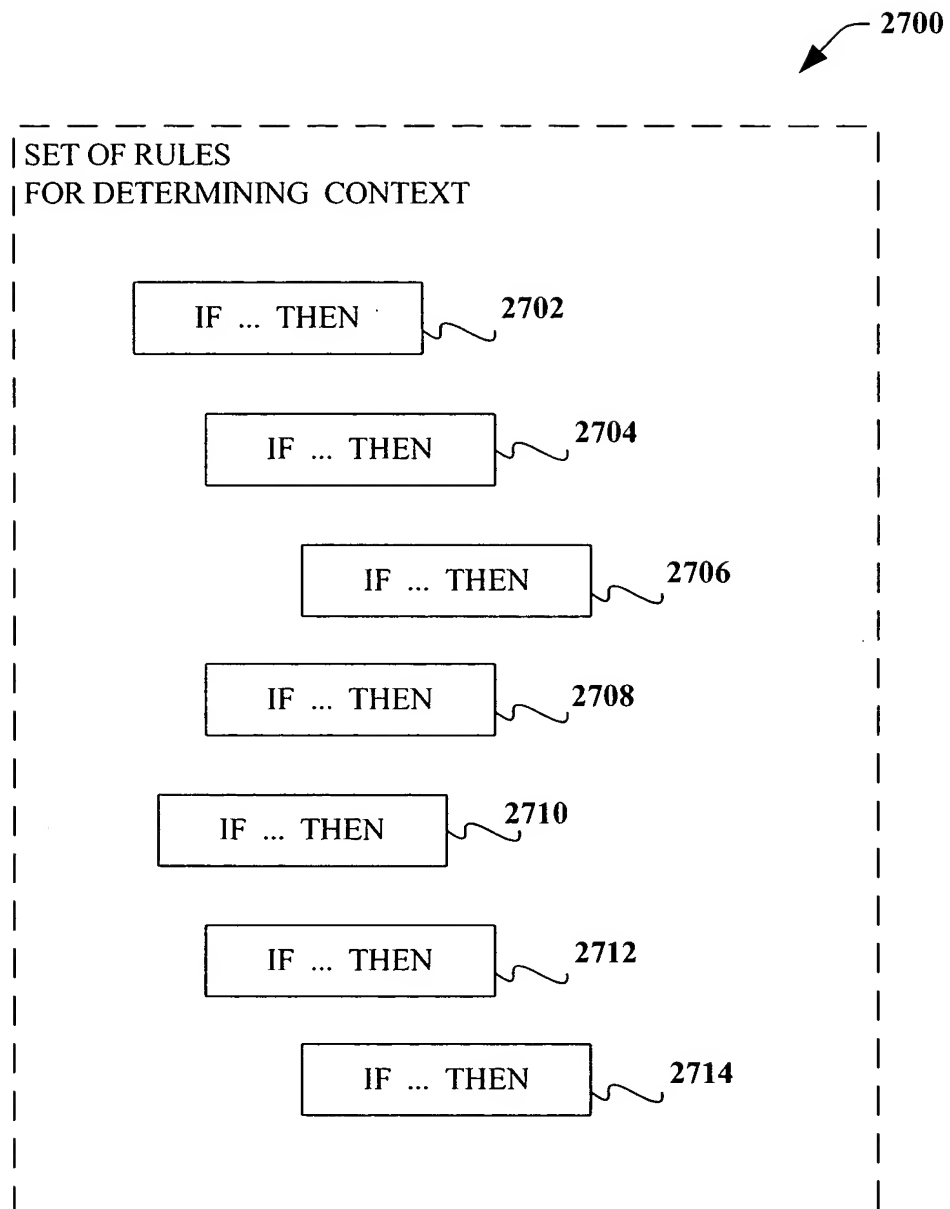 2700
SET OF RULES
FOR DETERMINING CONTEXT
IF ... THEN 2702
IF ... THEN 2704
IF ... THEN 2706
IF ... THEN 2708
IF ... THEN 2710
IF ... THEN 2712
IF ... THEN 2714